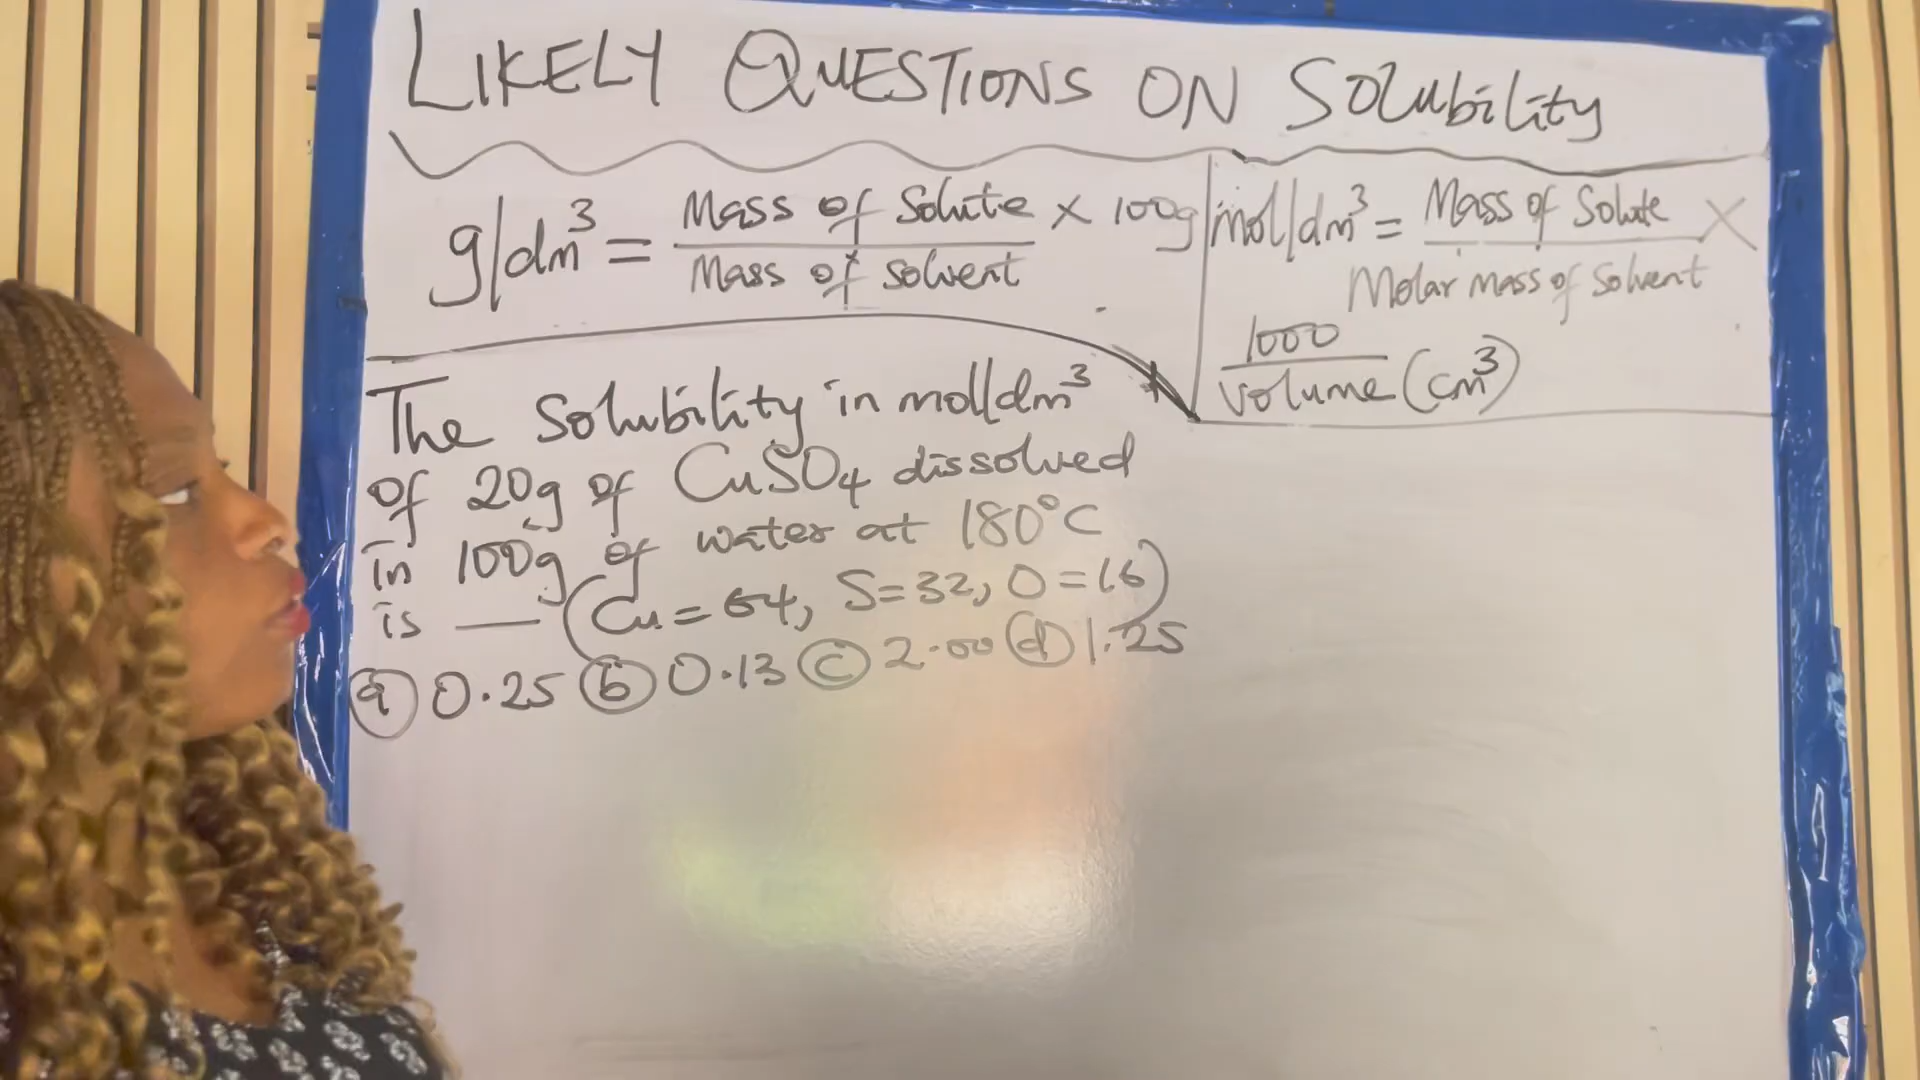 LIKELY QUESTIONS ON Solubility
g/dm³ = Mass of Solute / Mass of Solvent × 100g
mol/dm³ = Mass of Solute / Molar mass of Solvent ×
1000 / volume (cm³)
The Solubility in mol/dm³
of 20g of CuSO₄ dissolved
in 100g of water at 180°C
is — (Cu = 64, S=32, O=16)
(a) 0.25 (b) 0.13 (c) 2.00 (d) 1.25